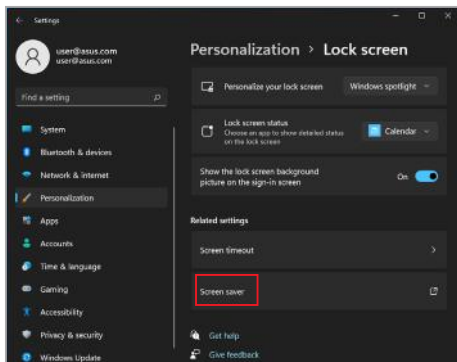 Settings
user@asus.com
user@asus.com
Find a setting
System
Bluetooth & devices
Network & internet
Personalization
Apps
Accounts
Time & language
Gaming
Accessibility
Privacy & security
Windows Update
Personalization > Lock screen
Personalize your lock screen Windows spotlight
Lock screen status
Choose an app to show detailed status
on the lock screen
Calendar
Show the lock screen background
picture on the sign-in screen
On
Related settings
Screen timeout
Screen saver
Get help
Give feedback